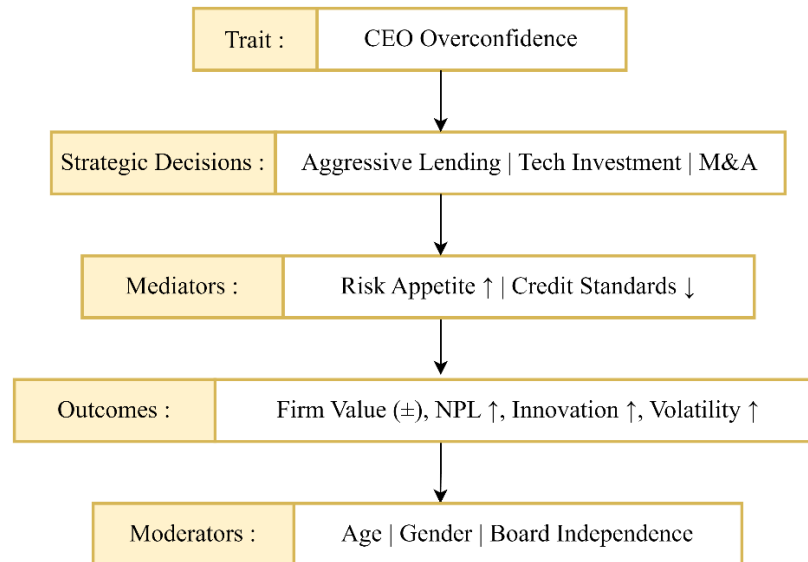 Trait : CEO Overconfidence
Strategic Decisions : Aggressive Lending | Tech Investment | M&A
Mediators : Risk Appetite ↑ | Credit Standards ↓
Outcomes : Firm Value (±), NPL ↑, Innovation ↑, Volatility ↑
Moderators : Age | Gender | Board Independence